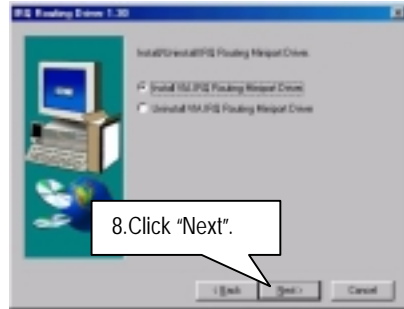 IRQ Routing Driver 1.30
Install/Uninstall IRQ Routing Miniport Driver.
Install VIA IRQ Routing Miniport Driver
Uninstall VIA IRQ Routing Miniport Driver
8.Click “Next”.
< Back
Next >
Cancel